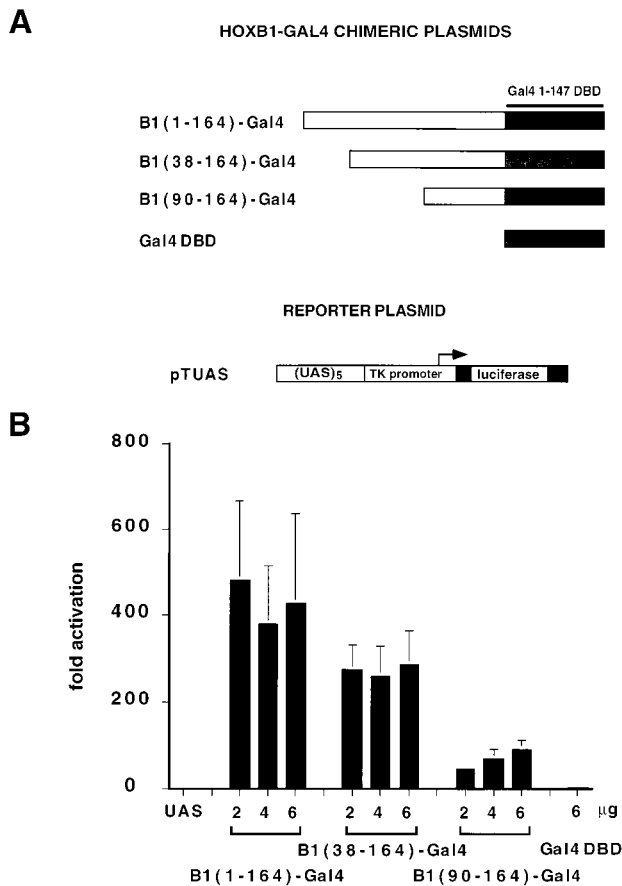 A
HOXB1-GAL4 CHIMERIC PLASMIDS
Gal4 1-147 DBD
B1(1-164)-Gal4
B1(38-164)-Gal4
B1(90-164)-Gal4
Gal4 DBD
REPORTER PLASMID
pTUAS
(UAS)5 TK promoter luciferase
B
fold activation
800
600
400
200
0
UAS 2 4 6 2 4 6 2 4 6 6 µg
B1(38-164)-Gal4 Gal4 DBD
B1(1-164)-Gal4 B1(90-164)-Gal4